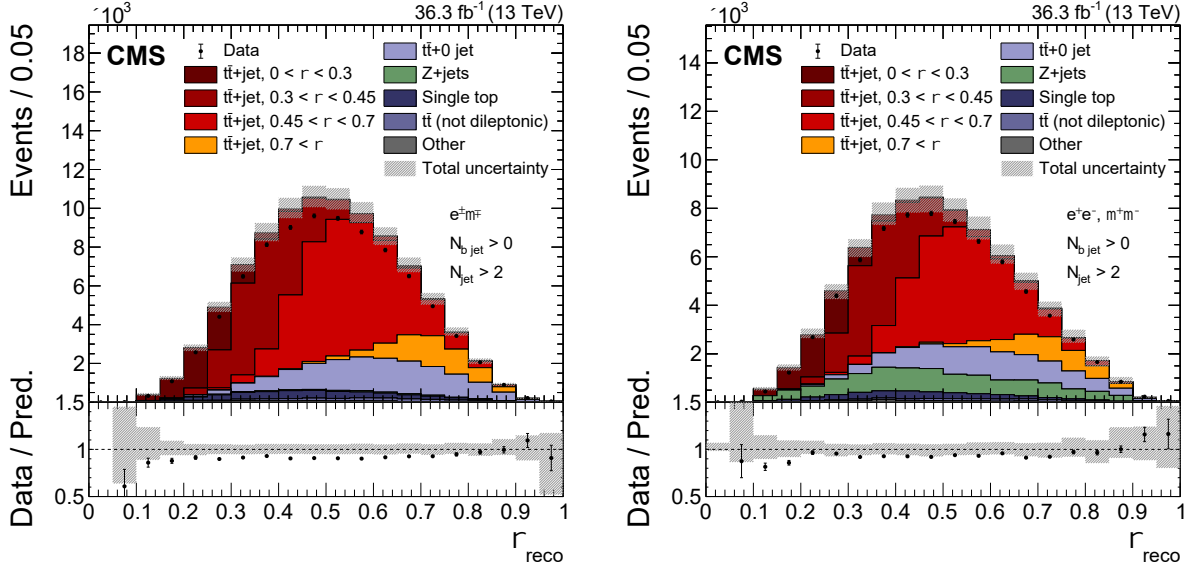 ×10³ 36.3 fb⁻¹ (13 TeV)
CMS
Data
tt̄+jet, 0 < r < 0.3
tt̄+jet, 0.3 < r < 0.45
tt̄+jet, 0.45 < r < 0.7
tt̄+jet, 0.7 < r
tt̄+0 jet
Z+jets
Single top
tt̄ (not dileptonic)
Other
Total uncertainty
e±m∓
N b jet > 0
N jet > 2
Events / 0.05
18
16
14
12
10
8
6
4
2
Data / Pred.
1.5
1
0.5
0 0.1 0.2 0.3 0.4 0.5 0.6 0.7 0.8 0.9 1
r reco
×10³ 36.3 fb⁻¹ (13 TeV)
CMS
Data
tt̄+jet, 0 < r < 0.3
tt̄+jet, 0.3 < r < 0.45
tt̄+jet, 0.45 < r < 0.7
tt̄+jet, 0.7 < r
tt̄+0 jet
Z+jets
Single top
tt̄ (not dileptonic)
Other
Total uncertainty
e⁺e⁻, m⁺m⁻
N b jet > 0
N jet > 2
Events / 0.05
14
12
10
8
6
4
2
Data / Pred.
1.5
1
0.5
0 0.1 0.2 0.3 0.4 0.5 0.6 0.7 0.8 0.9 1
r reco